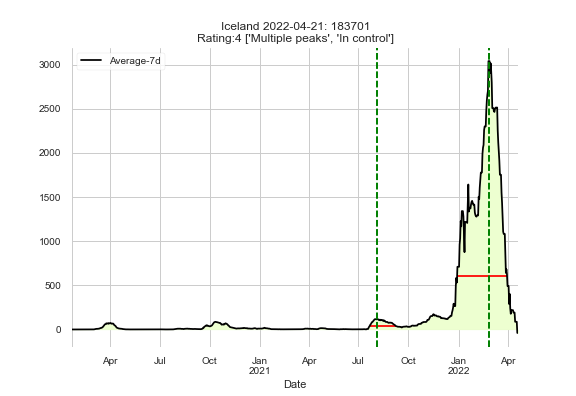 Iceland 2022-04-21: 183701
Rating:4 ['Multiple peaks', 'In control']
Average-7d
3000
2500
2000
1500
1000
500
0
Apr Jul Oct Jan Apr Jul Oct Jan Apr
2021 2022
Date